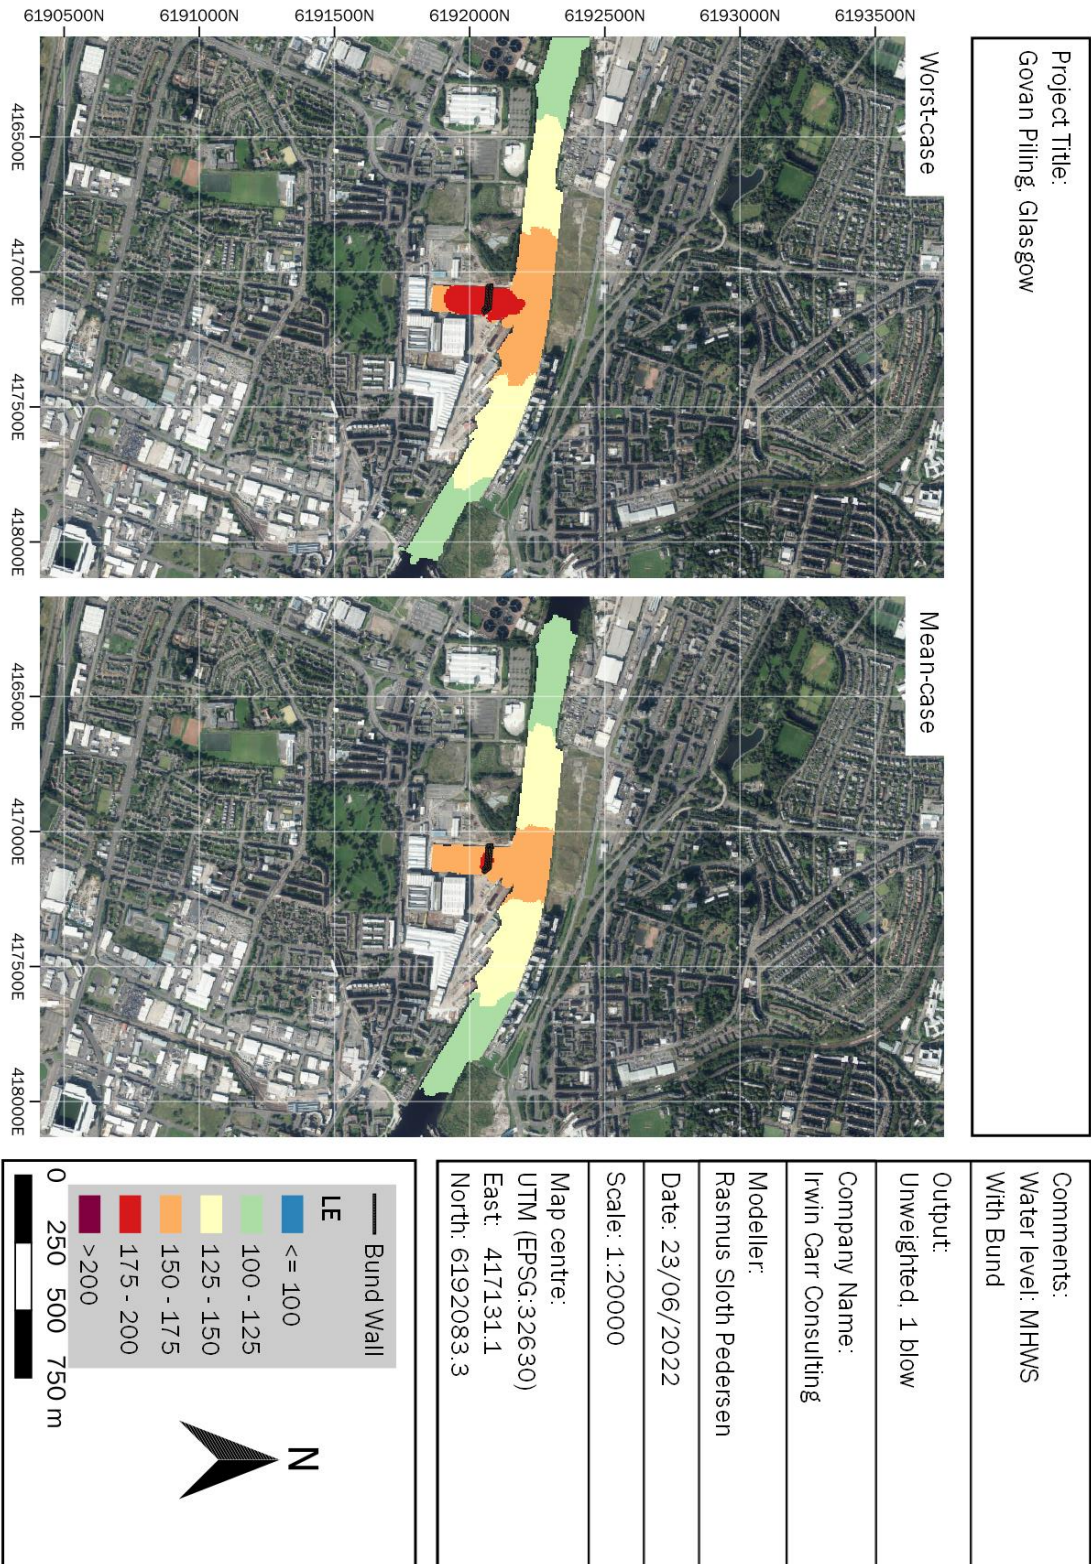 Project Title:
Govan Piling, Glasgow
Worst-case
6193500N
6193000N
6192500N
6192000N
6191500N
6191000N
6190500N
416500E
417000E
417500E
418000E
Mean-case
416500E
417000E
417500E
418000E
Comments:
Water level: MHWS
With Bund
Output:
Unweighted, 1 blow
Company Name:
Irwin Carr Consulting
Modeller:
Rasmus Sloth Pedersen
Date: 23/06/2022
Scale: 1:20000
Map centre:
UTM (EPSG:32630)
East: 417131.1
North: 6192083.3
Bund Wall
LE
<= 100
100 - 125
125 - 150
150 - 175
175 - 200
>200
N
0 250 500 750 m